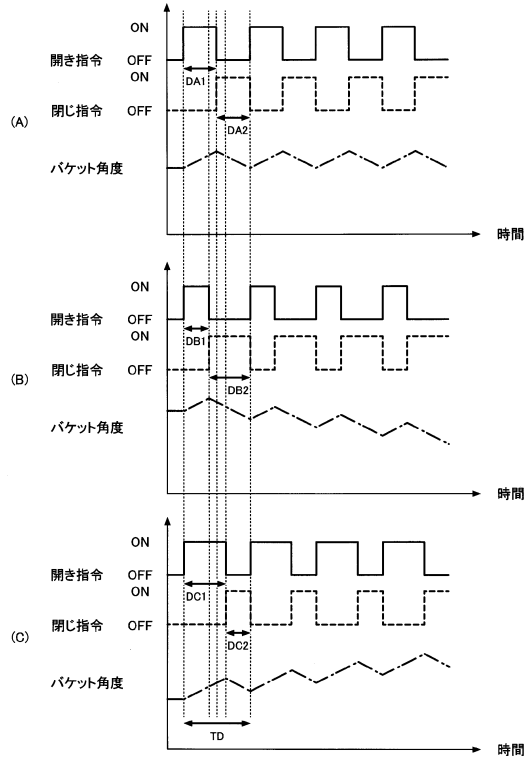 ON
開き指令 OFF
ON
DA1
閉じ指令 OFF
(A)
DA2
バケット角度
時間
ON
開き指令 OFF
ON
DB1
閉じ指令 OFF
(B)
DB2
バケット角度
時間
ON
開き指令 OFF
ON
DC1
閉じ指令 OFF
(C)
DC2
バケット角度
TD
時間